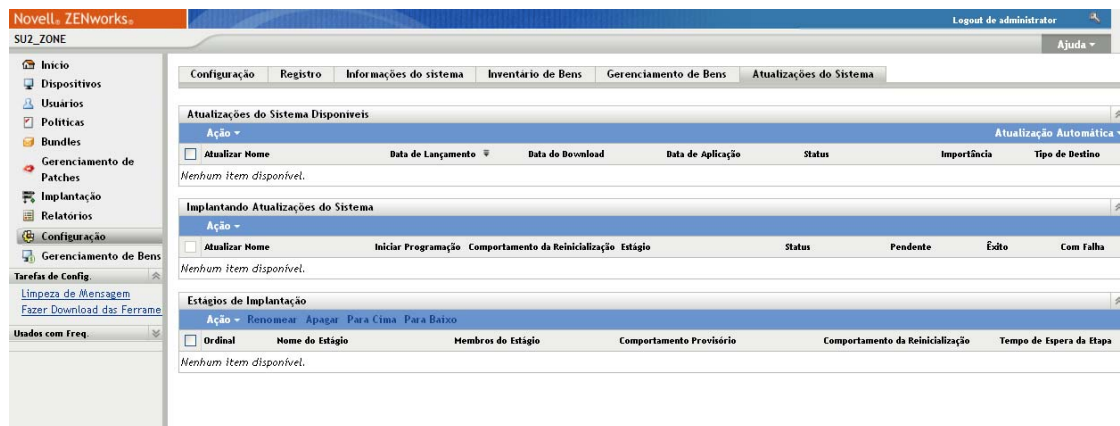 Novell® ZENworks®
Logout de administrator
SU2_ZONE
Ajuda
Início
Dispositivos
Usuários
Políticas
Bundles
Gerenciamento de
Patches
Implantação
Relatórios
Configuração
Gerenciamento de Bens
Tarefas de Config.
Limpeza de Mensagem
Fazer Download das Ferrame
Usados com Freq.
Configuração Registro Informações do sistema Inventário de Bens Gerenciamento de Bens Atualizações do Sistema
Atualizações do Sistema Disponíveis
Ação Atualização Automática
Atualizar Nome Data de Lançamento Data do Download Data de Aplicação Status Importância Tipo de Destino
Nenhum item disponível.
Implantando Atualizações do Sistema
Ação
Atualizar Nome Iniciar Programação Comportamento da Reinicialização Estágio Status Pendente Êxito Com Falha
Nenhum item disponível.
Estágios de Implantação
Ação Renomear Apagar Para Cima Para Baixo
Ordinal Nome do Estágio Membros do Estágio Comportamento Provisório Comportamento da Reinicialização Tempo de Espera da Etapa
Nenhum item disponível.